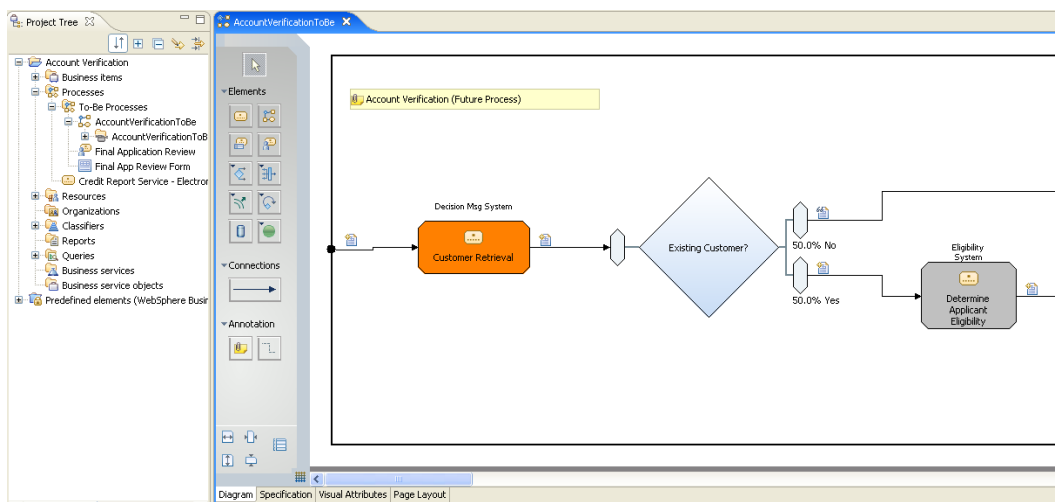 Project Tree
AccountVerificationToBe
Account Verification
Business items
Processes
To-Be Processes
AccountVerificationToBe
AccountVerificationToB
Final Application Review
Final App Review Form
Credit Report Service - Electror
Resources
Organizations
Classifiers
Reports
Queries
Business services
Business service objects
Predefined elements (WebSphere Busir
Elements
Connections
Annotation
Account Verification (Future Process)
Decision Msg System
Customer Retrieval
Existing Customer?
50.0% No
50.0% Yes
Eligibility
System
Determine
Applicant
Eligibility
Diagram Specification Visual Attributes Page Layout